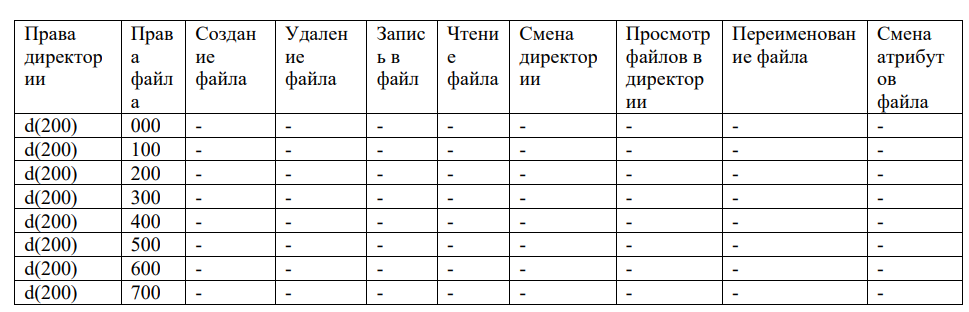 Права директории | Права файла | Создание файла | Удаление файла | Запись в файл | Чтение файла | Смена директории | Просмотр файлов в директории | Переименование файла | Смена атрибутов файла
d(200) | 000 | - | - | - | - | - | - | - | -
d(200) | 100 | - | - | - | - | - | - | - | -
d(200) | 200 | - | - | - | - | - | - | - | -
d(200) | 300 | - | - | - | - | - | - | - | -
d(200) | 400 | - | - | - | - | - | - | - | -
d(200) | 500 | - | - | - | - | - | - | - | -
d(200) | 600 | - | - | - | - | - | - | - | -
d(200) | 700 | - | - | - | - | - | - | - | -